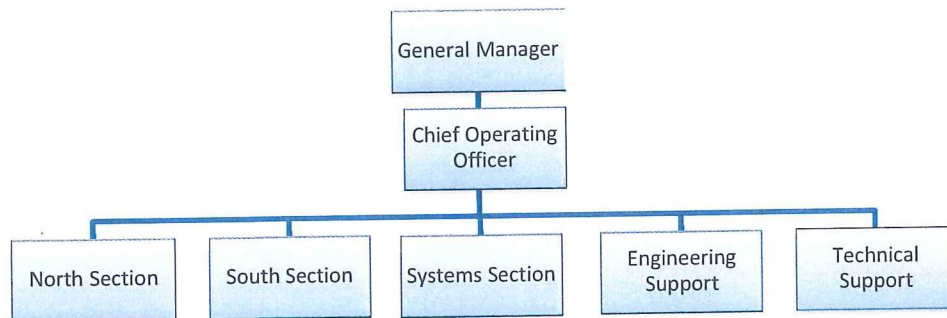 General Manager
Chief Operating
Officer
North Section
South Section
Systems Section
Engineering
Support
Technical
Support